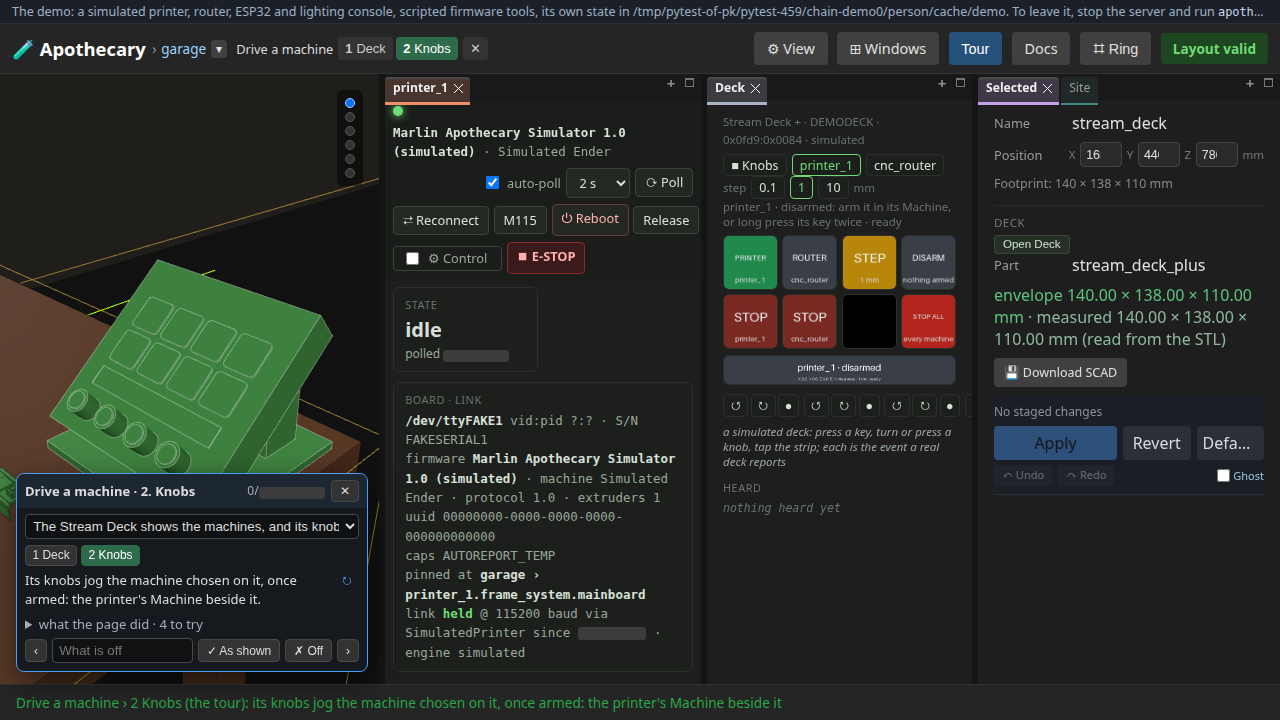 The demo: a simulated printer, router, ESP32 and lighting console, scripted firmware tools, its own state in /tmp/pytest-of-pk/pytest-459/chain-demo0/person/cache/demo. To leave it, stop the server and run apoth…
🧪 Apothecary › garage ▾ Drive a machine 1 Deck 2 Knobs ✕ ⚙ View ⊞ Windows Tour Docs ⌗ Ring Layout valid
printer_1
Marlin Apothecary Simulator 1.0
(simulated) · Simulated Ender
auto-poll 2 s ⟳ Poll
⇄ Reconnect M115 ⏻ Reboot Release
⚙ Control ■ E-STOP
STATE
idle
polled
BOARD · LINK
/dev/ttyFAKE1 vid:pid ?:? · S/N
FAKESERIAL1
firmware Marlin Apothecary Simulator
1.0 (simulated) · machine Simulated
Ender · protocol 1.0 · extruders 1
uuid 00000000-0000-0000-0000-
000000000000
caps AUTOREPORT_TEMP
pinned at garage ›
printer_1.frame_system.mainboard
link held @ 115200 baud via
SimulatedPrinter since ·
engine simulated
Deck
Stream Deck + · DEMODECK ·
0x0fd9:0x0084 · simulated
■ Knobs printer_1 cnc_router
step 0.1 1 10 mm
printer_1 · disarmed: arm it in its Machine,
or long press its key twice · ready
PRINTER ROUTER STEP DISARM
printer_1 cnc_router 1 mm nothing armed
STOP STOP STOP ALL
printer_1 cnc_router every machine
printer_1 · disarmed
↺ ↻ ● ↺ ↻ ● ↺ ↻ ●
a simulated deck: press a key, turn or press a
knob, tap the strip; each is the event a real
deck reports
HEARD
nothing heard yet
Selected Site
Name stream_deck
Position X 16 Y 44 Z 78 mm
Footprint: 140 × 138 × 110 mm
DECK
Open Deck
Part stream_deck_plus
envelope 140.00 × 138.00 × 110.00
mm · measured 140.00 × 138.00 ×
110.00 mm (read from the STL)
💾 Download SCAD
No staged changes
Apply Revert Defa…
↶ Undo ↷ Redo Ghost
Drive a machine · 2. Knobs 0/ ✕
The Stream Deck shows the machines, and its knob
1 Deck 2 Knobs
Its knobs jog the machine chosen on it, once
armed: the printer's Machine beside it.
▶ what the page did · 4 to try
‹ What is off ✓ As shown ✗ Off ›
Drive a machine › 2 Knobs (the tour): its knobs jog the machine chosen on it, once armed: the printer's Machine beside it